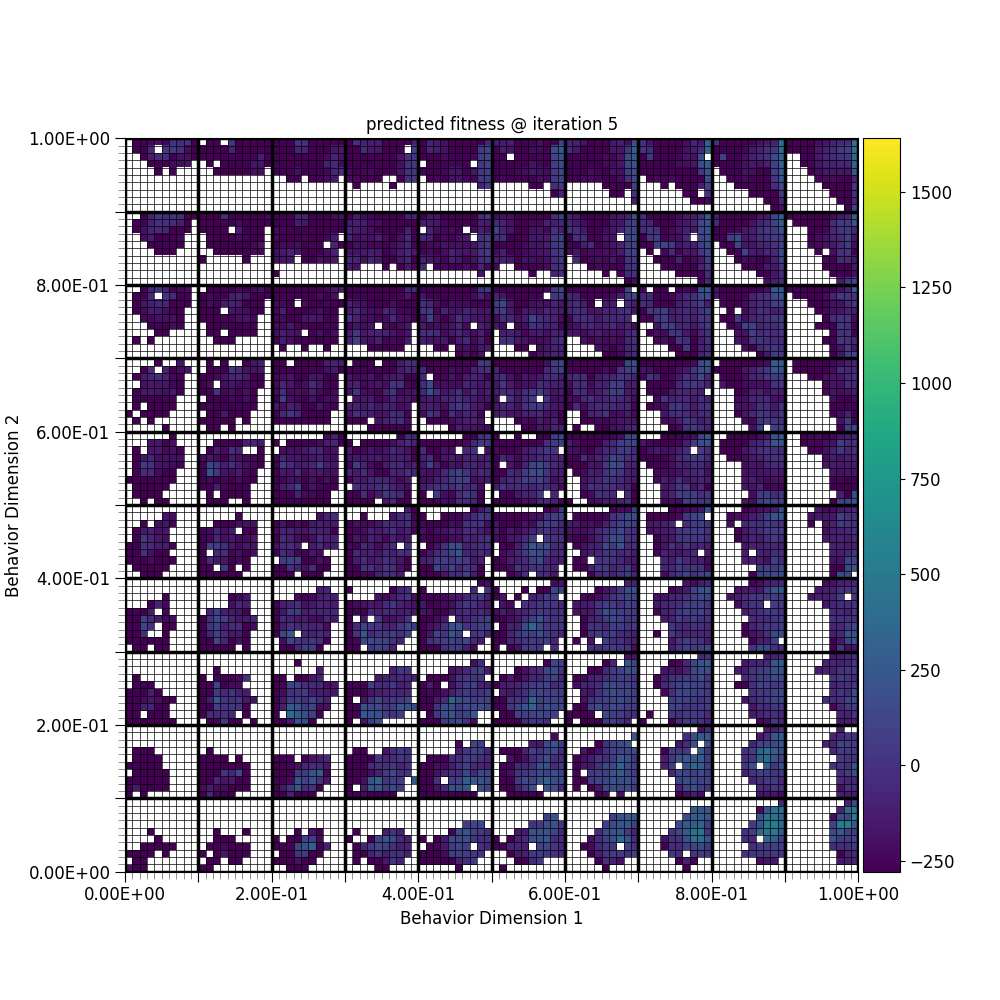 predicted fitness @ iteration 5
1.00E+00
8.00E-01
6.00E-01
4.00E-01
2.00E-01
0.00E+00
Behavior Dimension 2
0.00E+00 2.00E-01 4.00E-01 6.00E-01 8.00E-01 1.00E+00
Behavior Dimension 1
1500
1250
1000
750
500
250
0
−250